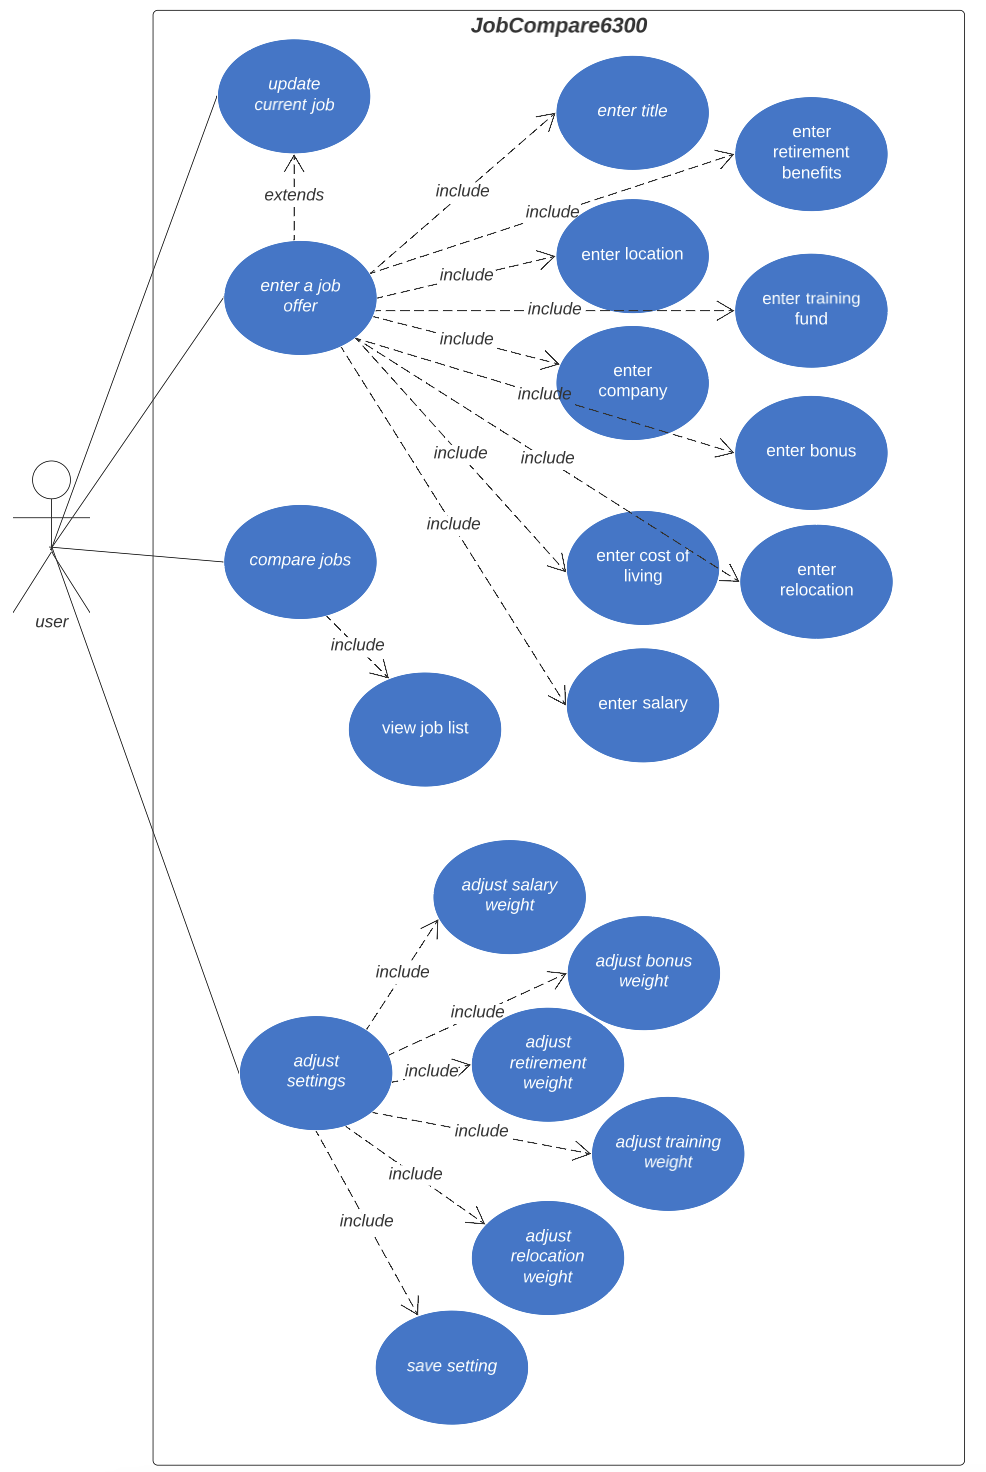 JobCompare6300
update
current job
enter title
enter
retirement
benefits
extends
include
include
enter location
enter a job
offer
include
include
enter training
fund
include
enter
company
include
enter bonus
include
include
include
compare jobs
enter cost of
living
enter
relocation
user
include
view job list
enter salary
adjust salary
weight
include
adjust bonus
weight
include
adjust
retirement
weight
adjust
settings
include
include
adjust training
weight
include
include
adjust
relocation
weight
save setting